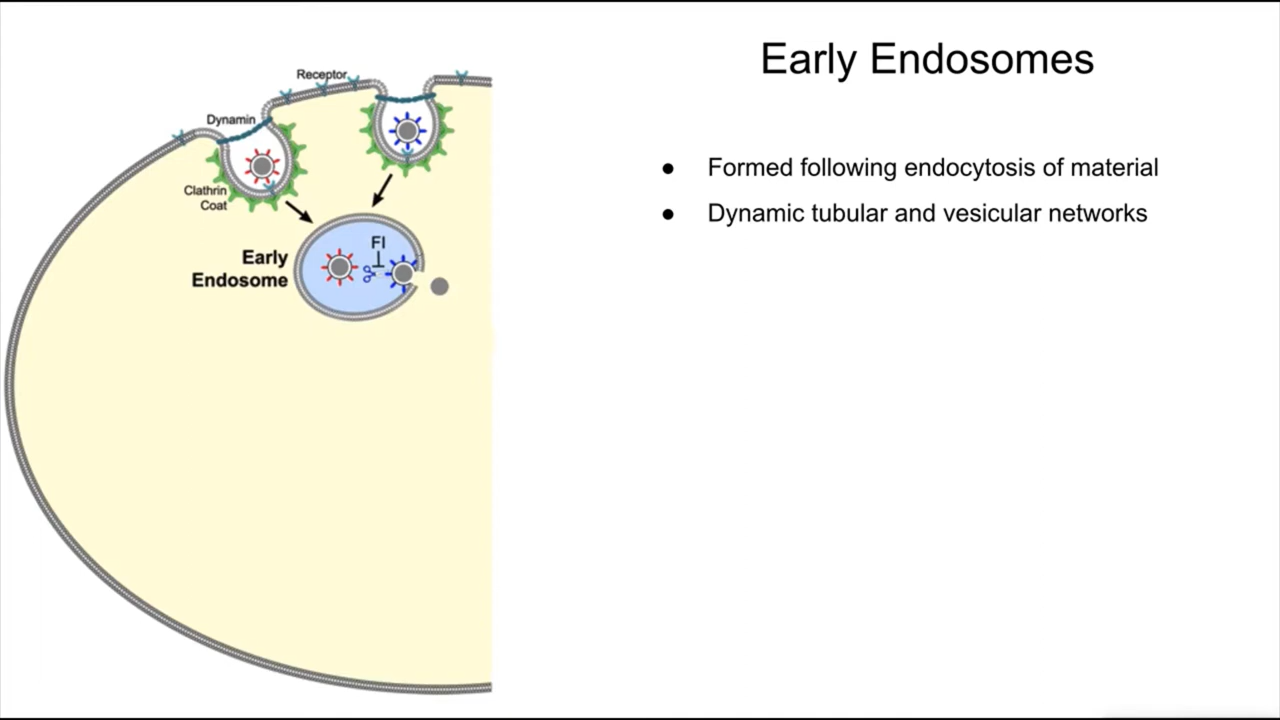 Early Endosomes
● Formed following endocytosis of material
● Dynamic tubular and vesicular networks
Receptor
Dynamin
Clathrin
Coat
Early
Endosome
FI